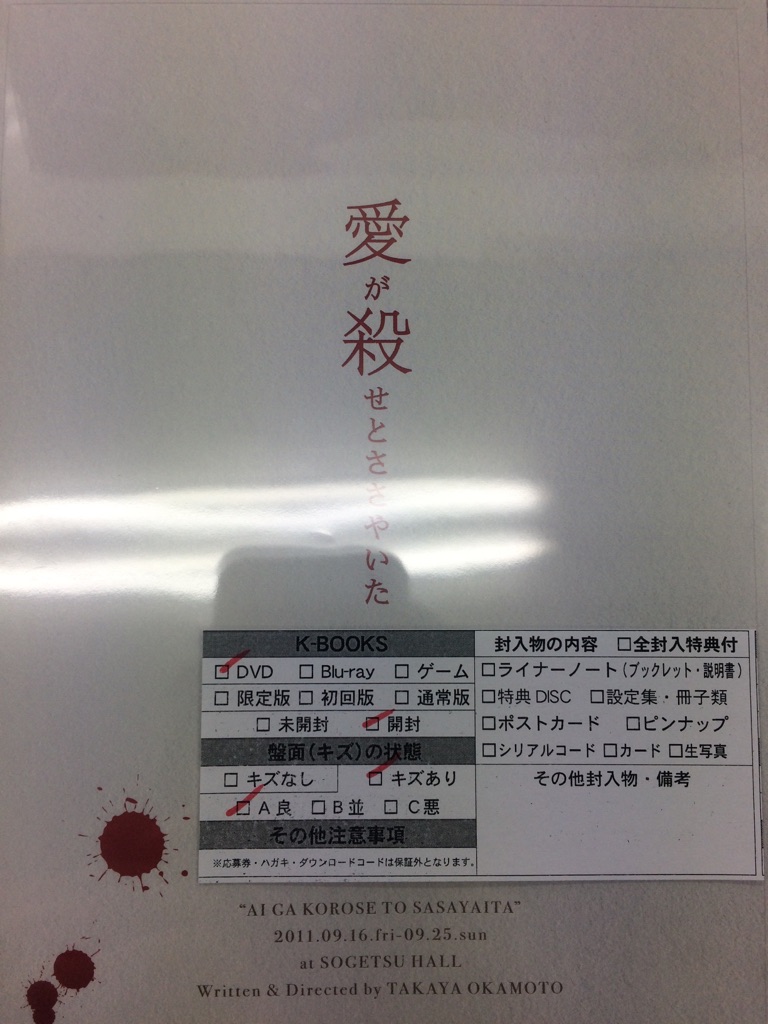 愛が殺せとささやいた
K-BOOKS
□ DVD □ Blu-ray □ ゲーム
□ 限定版 □ 初回版 □ 通常版
□ 未開封 □ 開封
盤面(キズ)の状態
□ キズなし □ キズあり
□ A 良 □ B 並 □ C 悪
その他注意事項
※応募券・ハガキ・ダウンロードコードは保証外となります。
封入物の内容 □全封入特典付
□ライナーノート(ブックレット・説明書)
□特典 DISC □設定集・冊子類
□ポストカード □ピンナップ
□シリアルコード □カード □生写真
その他封入物・備考
“AI GA KOROSE TO SASAYAITA”
2011.09.16.fri-09.25.sun
at SOGETSU HALL
Written & Directed by TAKAYA OKAMOTO